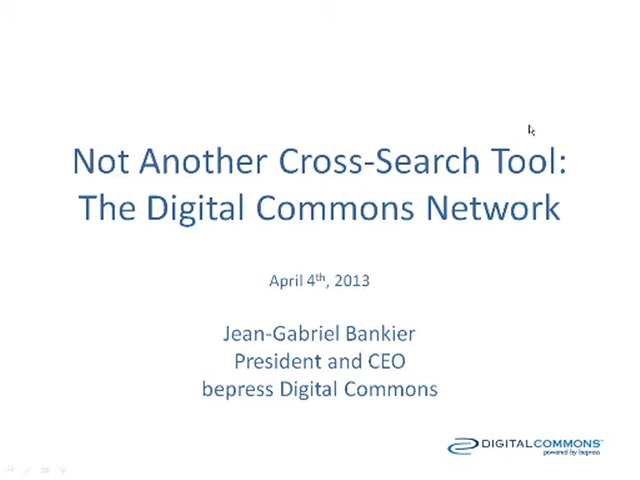 Not Another Cross-Search Tool:
The Digital Commons Network
April 4th, 2013
Jean-Gabriel Bankier
President and CEO
bepress Digital Commons
DIGITALCOMMONS™
powered by bepress